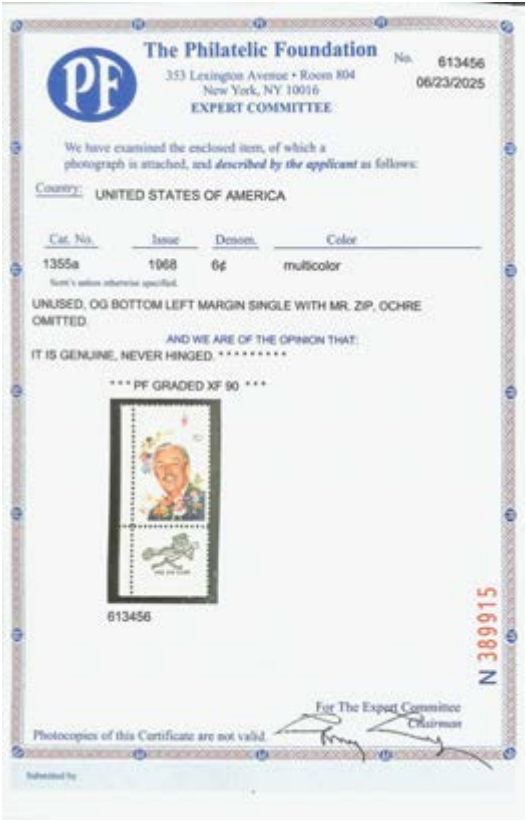 PF
The Philatelic Foundation
353 Lexington Avenue • Room 804
New York, NY 10016
EXPERT COMMITTEE
No. 613456
06/23/2025
We have examined the enclosed item, of which a
photograph is attached, and described by the applicant as follows:
Country: UNITED STATES OF AMERICA
Cat. No. Issue Denom. Color
1355a 1968 6¢ multicolor
Scott's unless otherwise specified.
UNUSED, OG BOTTOM LEFT MARGIN SINGLE WITH MR. ZIP, OCHRE
OMITTED.
AND WE ARE OF THE OPINION THAT:
IT IS GENUINE, NEVER HINGED. * * * * * * * * *
* * * PF GRADED XF 90 * * *
613456
N 389915
For The Expert Committee
Chairman
Photocopies of this Certificate are not valid.
Submitted by